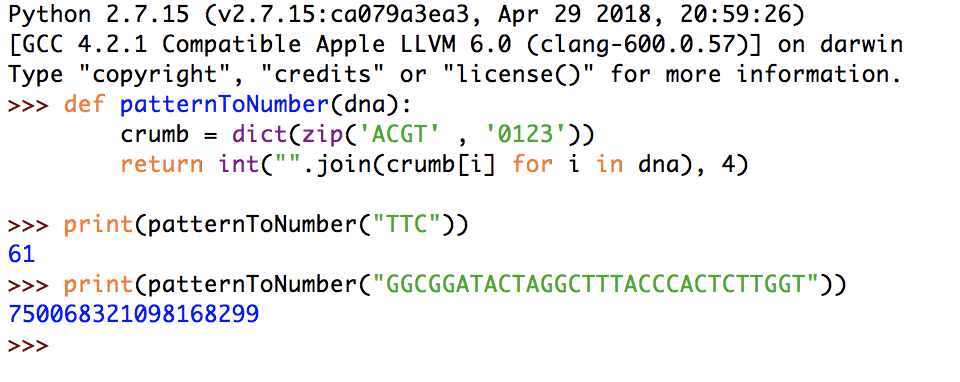 Python 2.7.15 (v2.7.15:ca079a3ea3, Apr 29 2018, 20:59:26)
[GCC 4.2.1 Compatible Apple LLVM 6.0 (clang-600.0.57)] on darwin
Type "copyright", "credits" or "license()" for more information.
>>> def patternToNumber(dna):
        crumb = dict(zip('ACGT' , '0123'))
        return int("".join(crumb[i] for i in dna), 4)
>>> print(patternToNumber("TTC"))
61
>>> print(patternToNumber("GGCGGATACTAGGCTTTACCCACTCTTGGT"))
750068321098168299
>>>